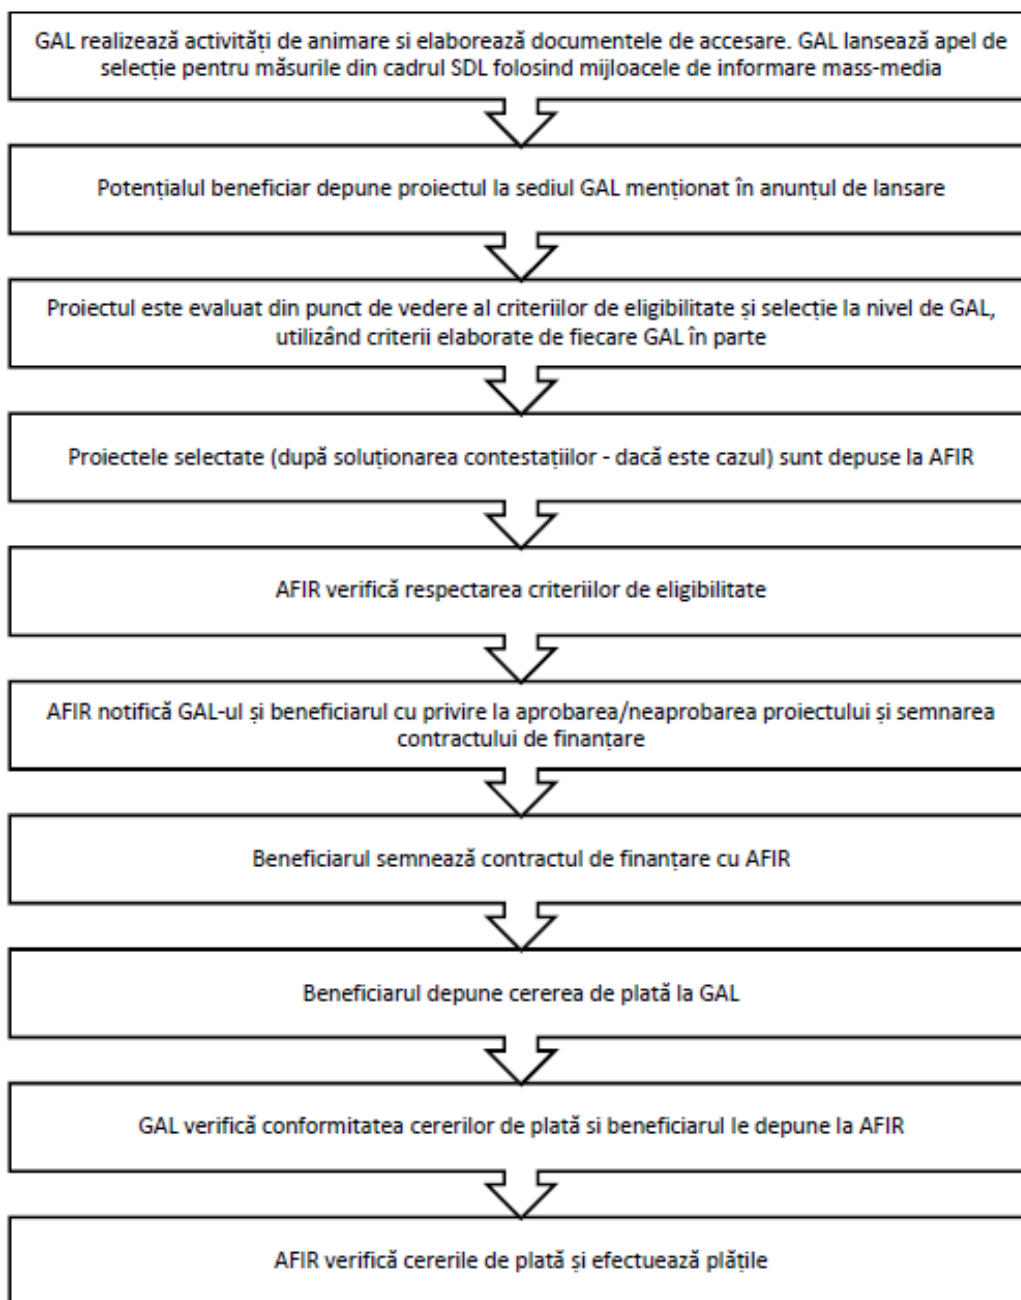 GAL realizează activități de animare si elaborează documentele de accesare. GAL lansează apel de
selecție pentru măsurile din cadrul SDL folosind mijloacele de informare mass-media
Potențialul beneficiar depune proiectul la sediul GAL menționat în anunțul de lansare
Proiectul este evaluat din punct de vedere al criteriilor de eligibilitate și selecție la nivel de GAL,
utilizând criterii elaborate de fiecare GAL în parte
Proiectele selectate (după soluționarea contestațiilor - dacă este cazul) sunt depuse la AFIR
AFIR verifică respectarea criteriilor de eligibilitate
AFIR notifică GAL-ul și beneficiarul cu privire la aprobarea/neaprobarea proiectului și semnarea
contractului de finanțare
Beneficiarul semnează contractul de finanțare cu AFIR
Beneficiarul depune cererea de plată la GAL
GAL verifică conformitatea cererilor de plată si beneficiarul le depune la AFIR
AFIR verifică cererile de plată și efectuează plățile